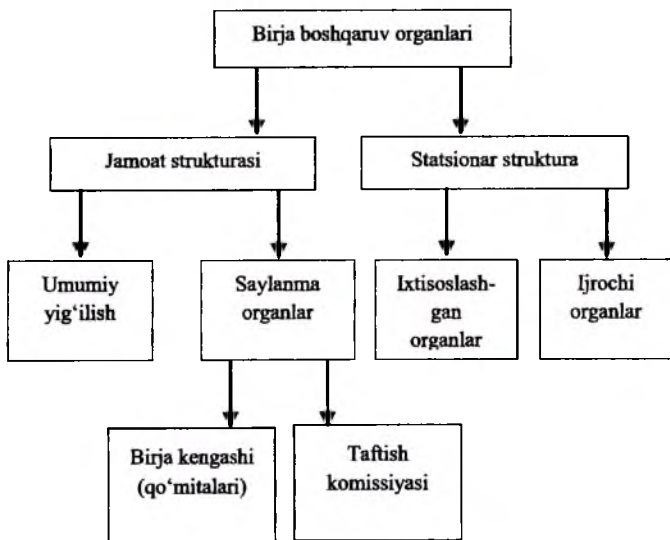 Birja boshqaruv organlari
Jamoat strukturasi
Statsionar struktura
Umumiy
yig‘ilish
Saylanma
organlar
Ixtisoslash-
gan
organlar
Ijrochi
organlar
Birja kengashi
(qo‘mitalari)
Taftish
komissiyasi